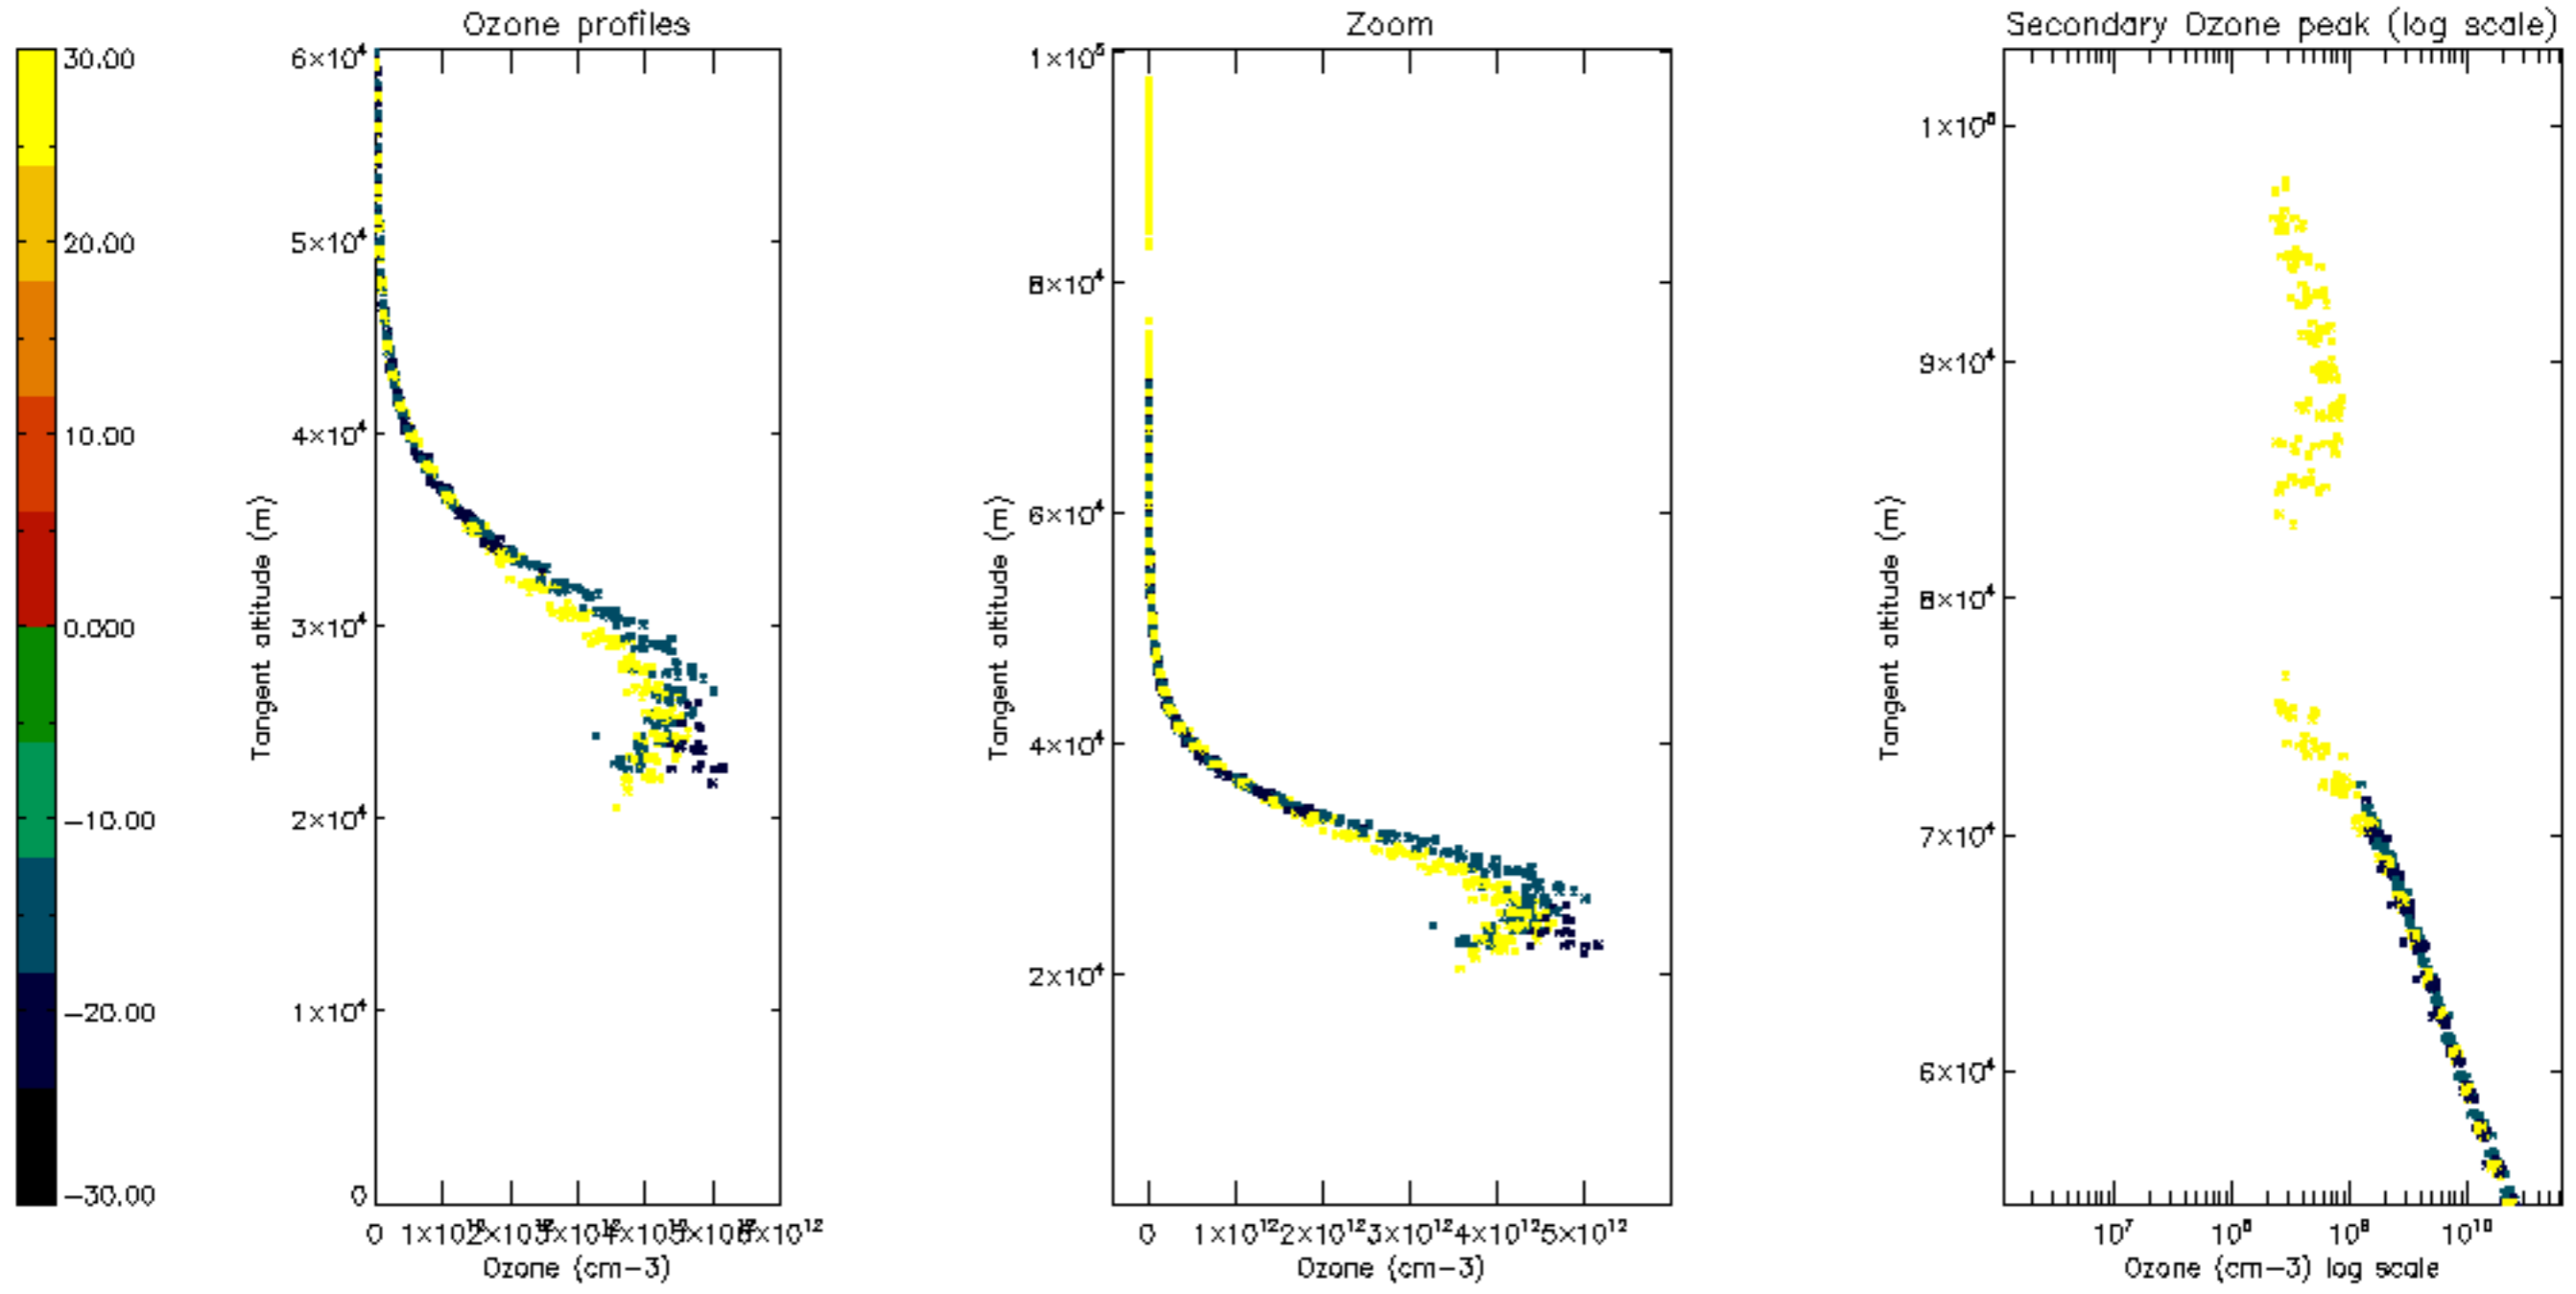 Ozone profiles
Zoom
Secondary Ozone peak (log scale)
30.00
20.00
10.00
0.000
-10.00
-20.00
-30.00
6×10⁴
5×10⁴
4×10⁴
3×10⁴
2×10⁴
1×10⁴
0
Tangent altitude (m)
0
Ozone (cm-3)
1×10⁵
8×10⁴
6×10⁴
4×10⁴
2×10⁴
Tangent altitude (m)
0 1×10¹² 2×10¹² 3×10¹² 4×10¹² 5×10¹²
Ozone (cm-3)
9×10⁴
8×10⁴
7×10⁴
6×10⁴
Tangent altitude (m)
10⁷ 10⁸ 10⁹ 10¹⁰
Ozone (cm-3) log scale